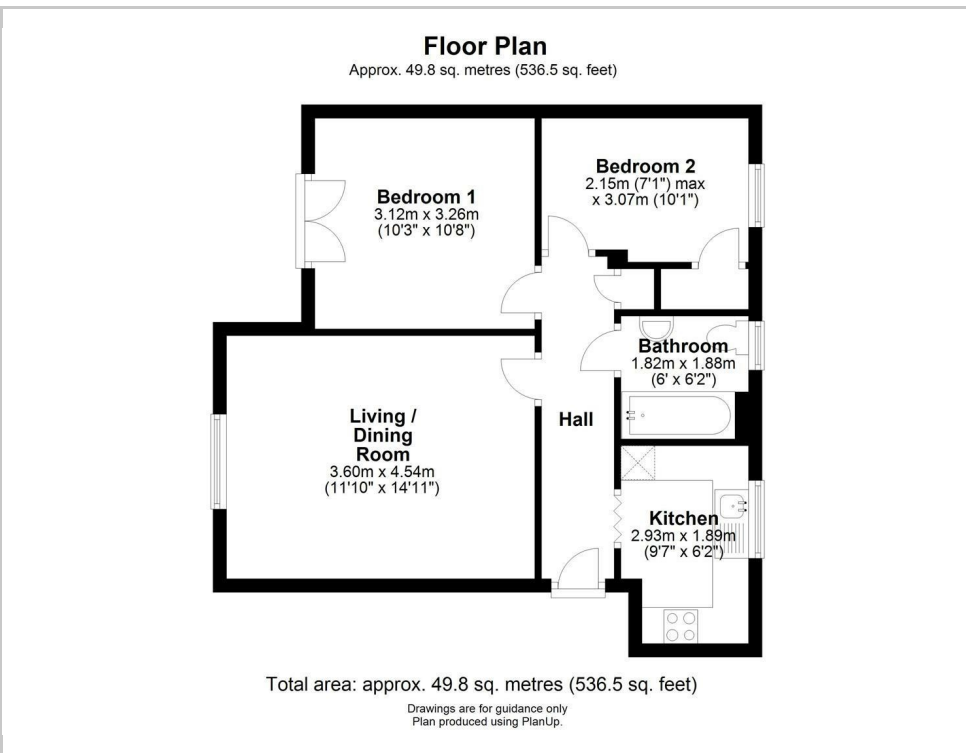 Floor Plan
Approx. 49.8 sq. metres (536.5 sq. feet)
Bedroom 1
3.12m x 3.26m
(10'3" x 10'8")
Bedroom 2
2.15m (7'1") max
x 3.07m (10'1")
Bathroom
1.82m x 1.88m
(6' x 6'2")
Living /
Dining
Room
3.60m x 4.54m
(11'10" x 14'11")
Hall
Kitchen
2.93m x 1.89m
(9'7" x 6'2")
Total area: approx. 49.8 sq. metres (536.5 sq. feet)
Drawings are for guidance only
Plan produced using PlanUp.